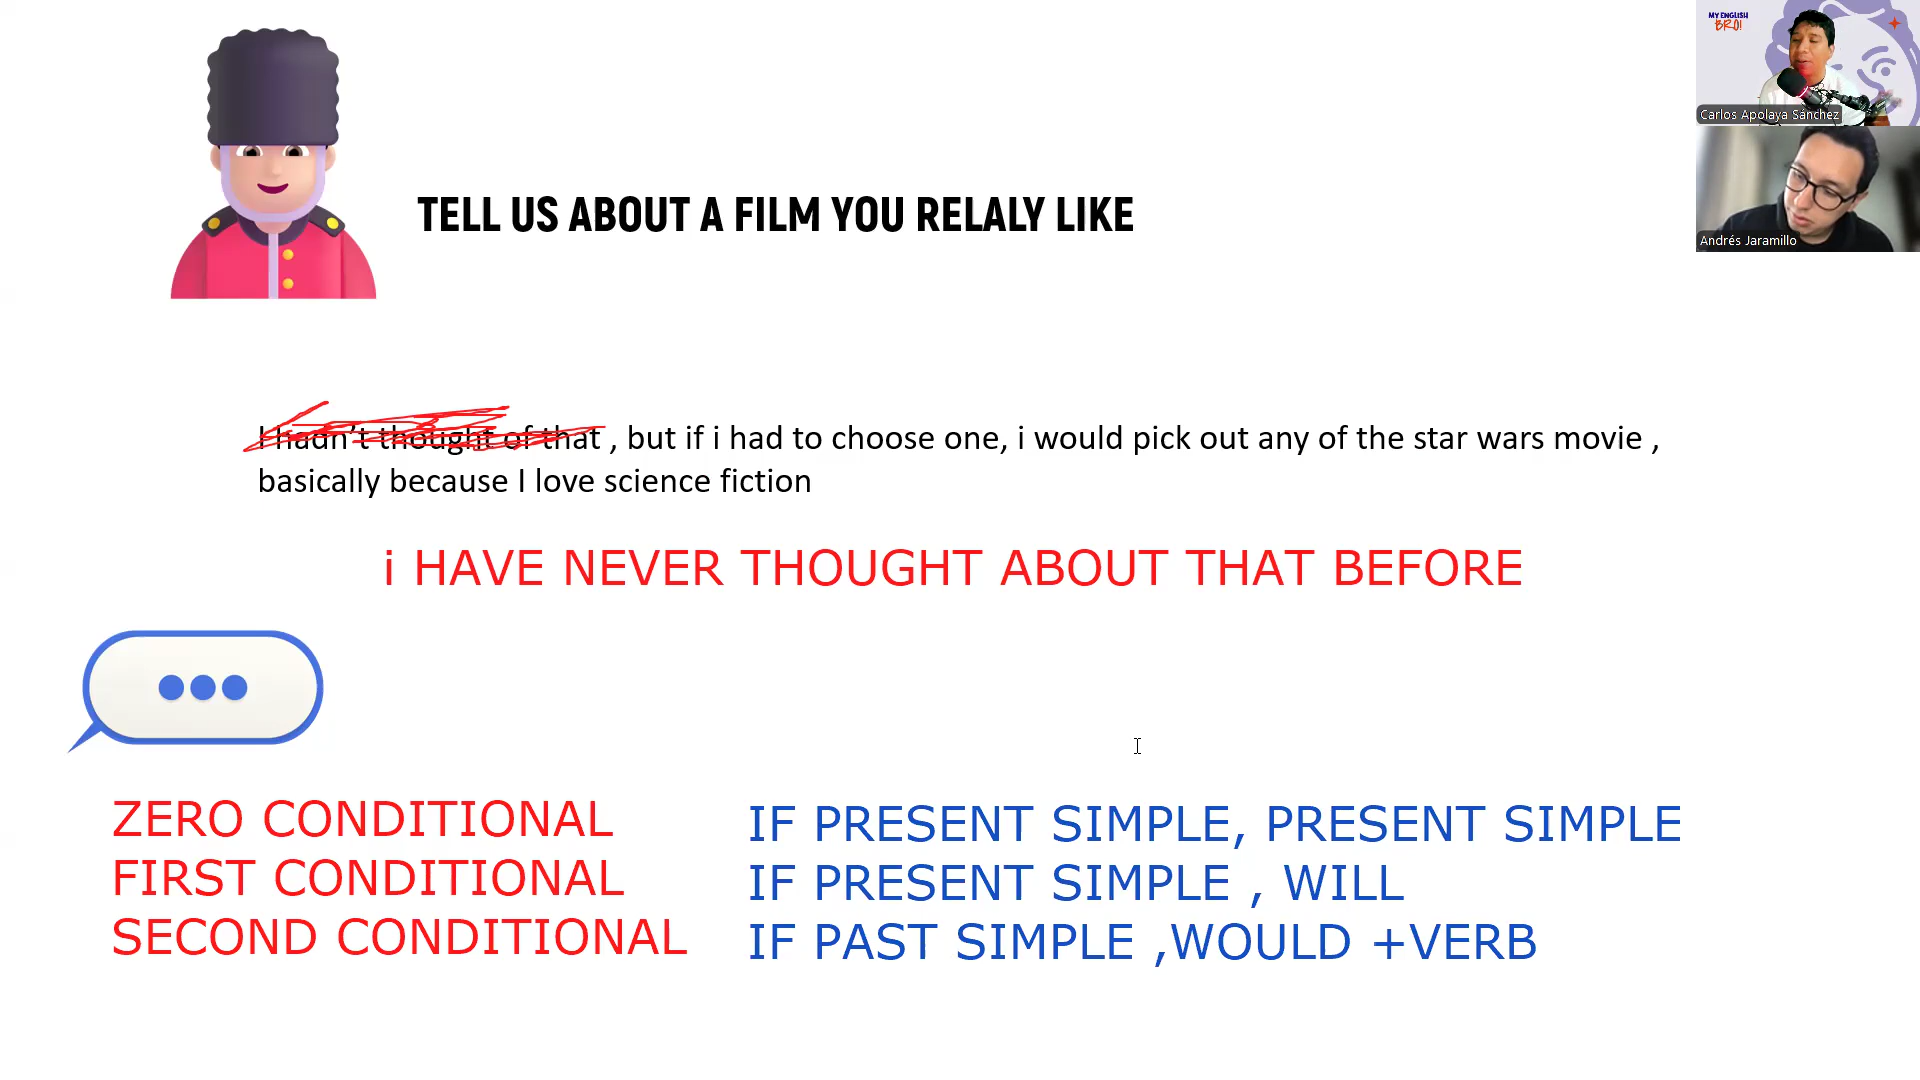 MY ENGLISH
BRO!
Carlos Apolaya Sánchez
Andrés Jaramillo
TELL US ABOUT A FILM YOU RELALY LIKE
I hadn't thought of that , but if i had to choose one, i would pick out any of the star wars movie ,
basically because I love science fiction
i HAVE NEVER THOUGHT ABOUT THAT BEFORE
ZERO CONDITIONAL
FIRST CONDITIONAL
SECOND CONDITIONAL
IF PRESENT SIMPLE, PRESENT SIMPLE
IF PRESENT SIMPLE , WILL
IF PAST SIMPLE ,WOULD +VERB